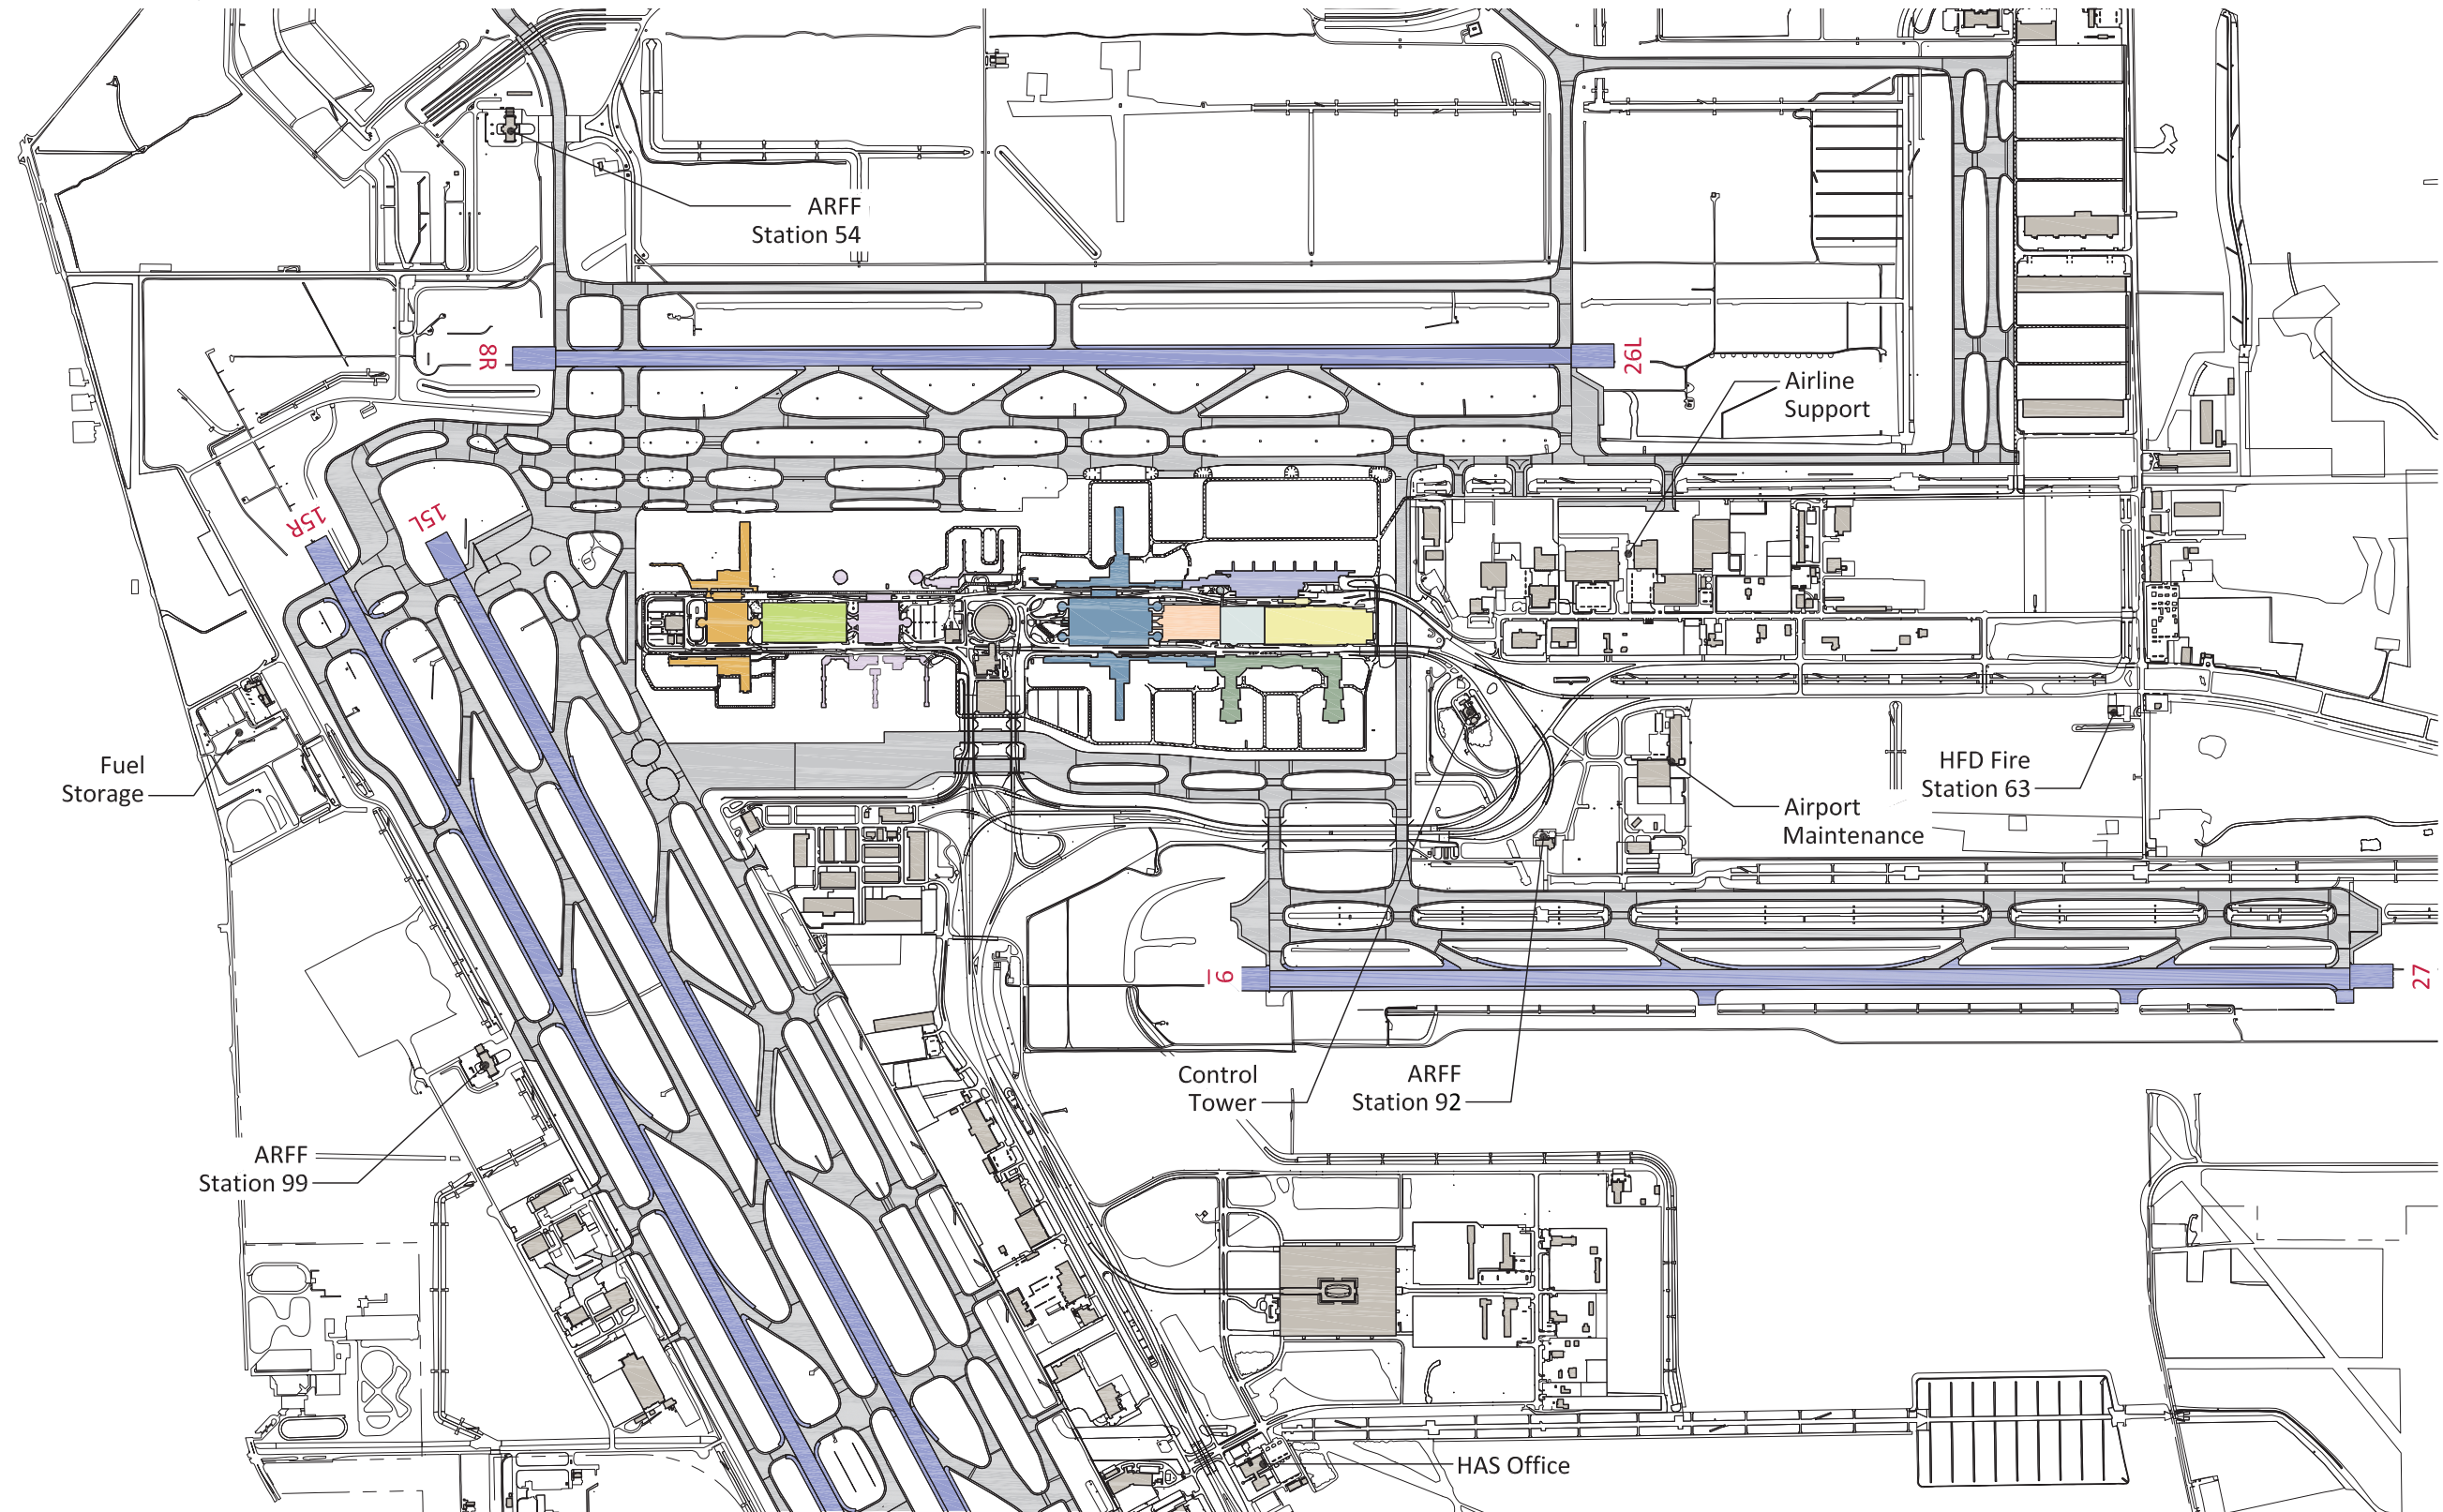 ARFF
Station 54
8R
26L
Airline
Support
15R
15L
Fuel
Storage
HFD Fire
Station 63
Airport
Maintenance
9
27
Control
Tower
ARFF
Station 92
ARFF
Station 99
HAS Office